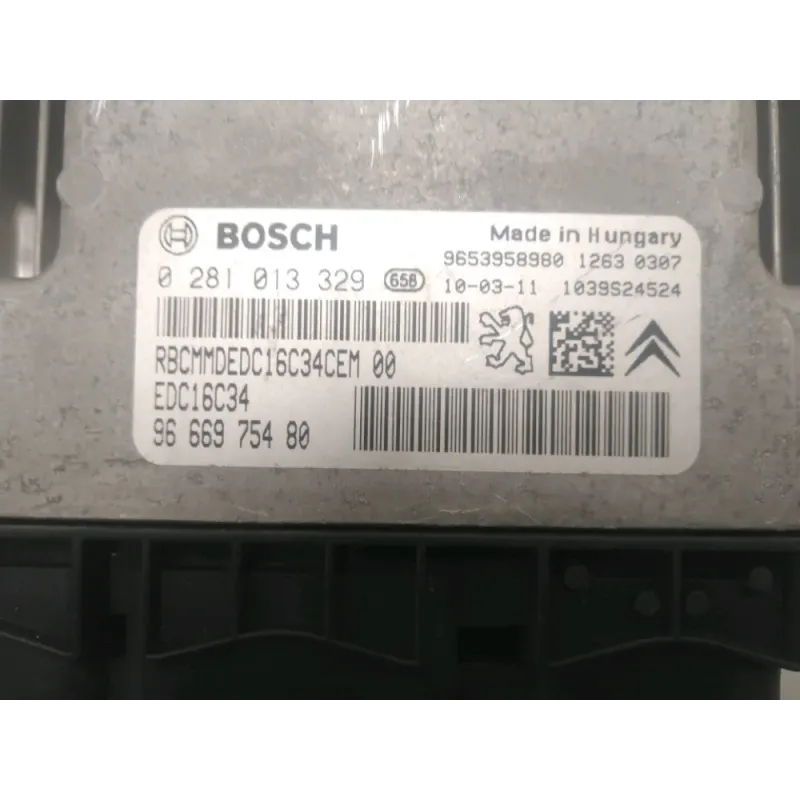 BOSCH
Made in Hungary
9653958980 1263 0307
0 281 013 329 658
10-03-11 1039S24524
RBCMMDEDC16C34CEM 00
EDC16C34
96 669 754 80